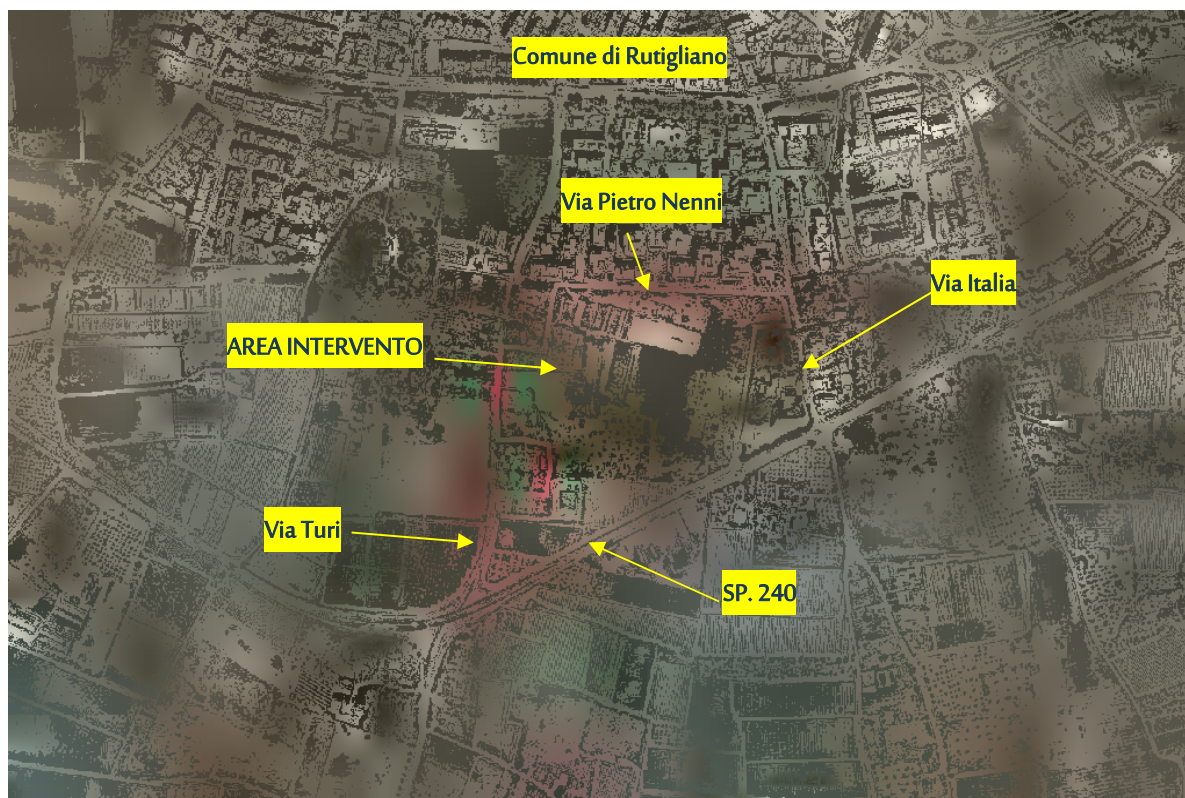 Comune di Rutigliano
Via Pietro Nenni
Via Italia
AREA INTERVENTO
Via Turi
SP. 240